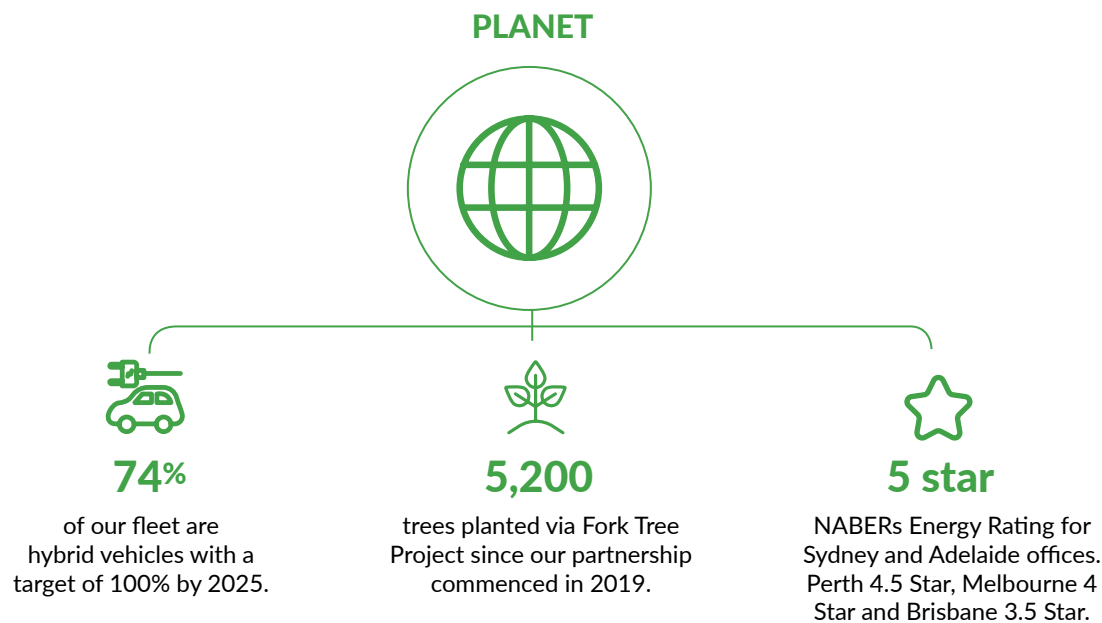 PLANET
74%
of our fleet are
hybrid vehicles with a
target of 100% by 2025.
5,200
trees planted via Fork Tree
Project since our partnership
commenced in 2019.
5 star
NABERs Energy Rating for
Sydney and Adelaide offices.
Perth 4.5 Star, Melbourne 4
Star and Brisbane 3.5 Star.